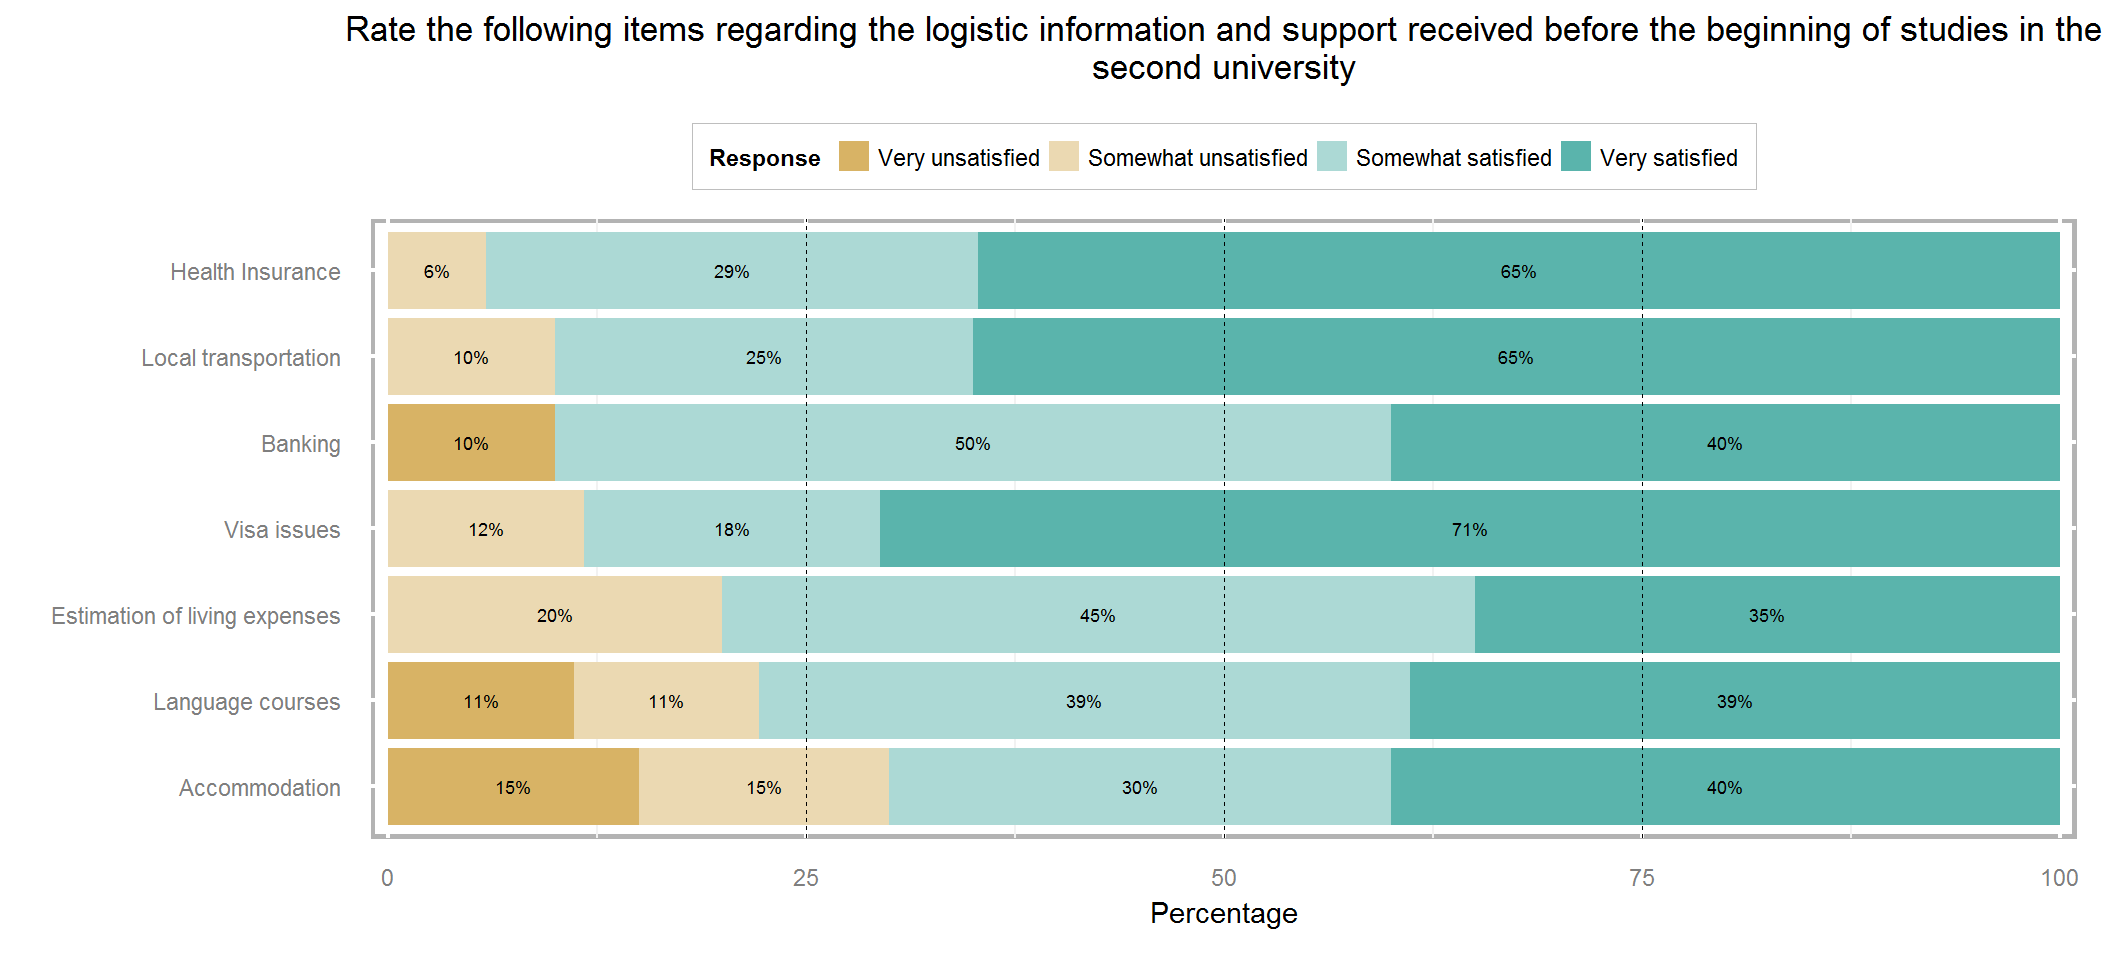 Rate the following items regarding the logistic information and support received before the beginning of studies in the
second university
Response Very unsatisfied Somewhat unsatisfied Somewhat satisfied Very satisfied
Health Insurance 6% 29% 65%
Local transportation 10% 25% 65%
Banking 10% 50% 40%
Visa issues 12% 18% 71%
Estimation of living expenses 20% 45% 35%
Language courses 11% 11% 39% 39%
Accommodation 15% 15% 30% 40%
0 25 50 75 100
Percentage